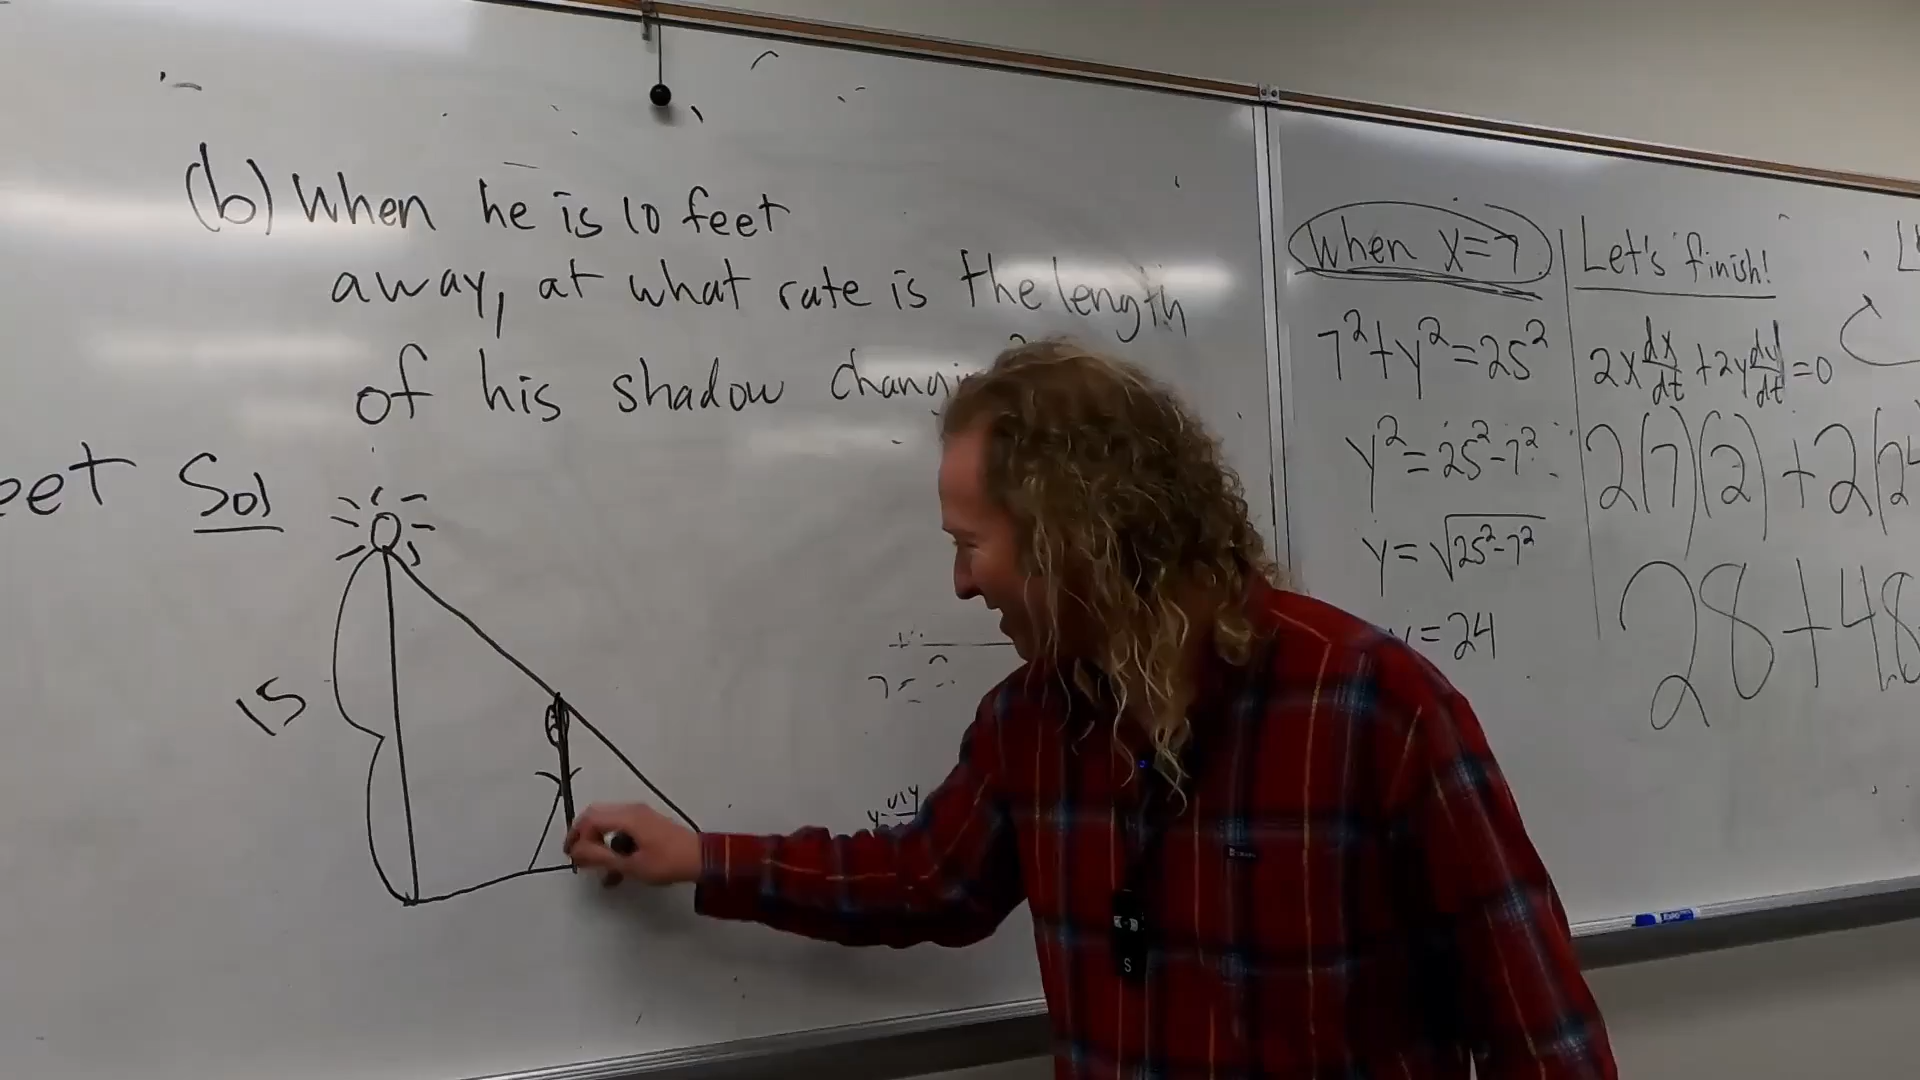 (b) When he is 10 feet
away, at what rate is the length
of his shadow
eet Sol
15
When x=7
7²+y²=25²
y²=25²-7²
y=√25²-7²
y=24
Let's finish!
2x dx/dt +2y dy/dt =0
2(7)(2)+2(24
28+48